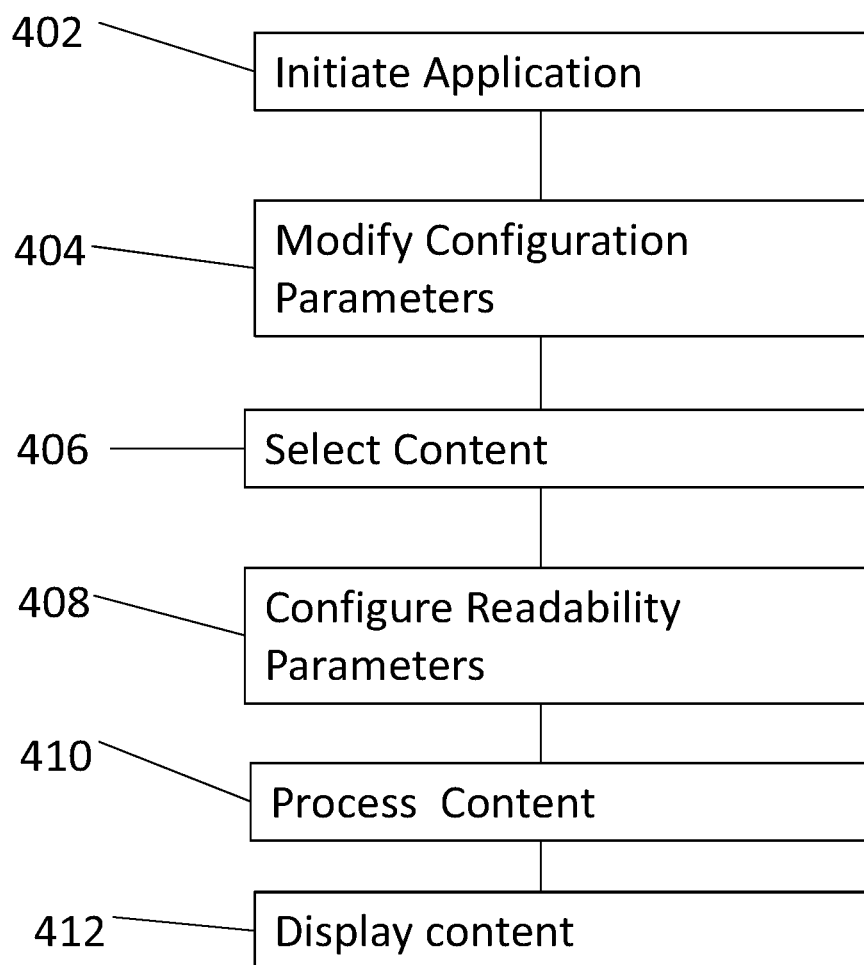 402
Initiate Application
404
Modify Configuration
Parameters
406
Select Content
408
Configure Readability
Parameters
410
Process  Content
412
Display content